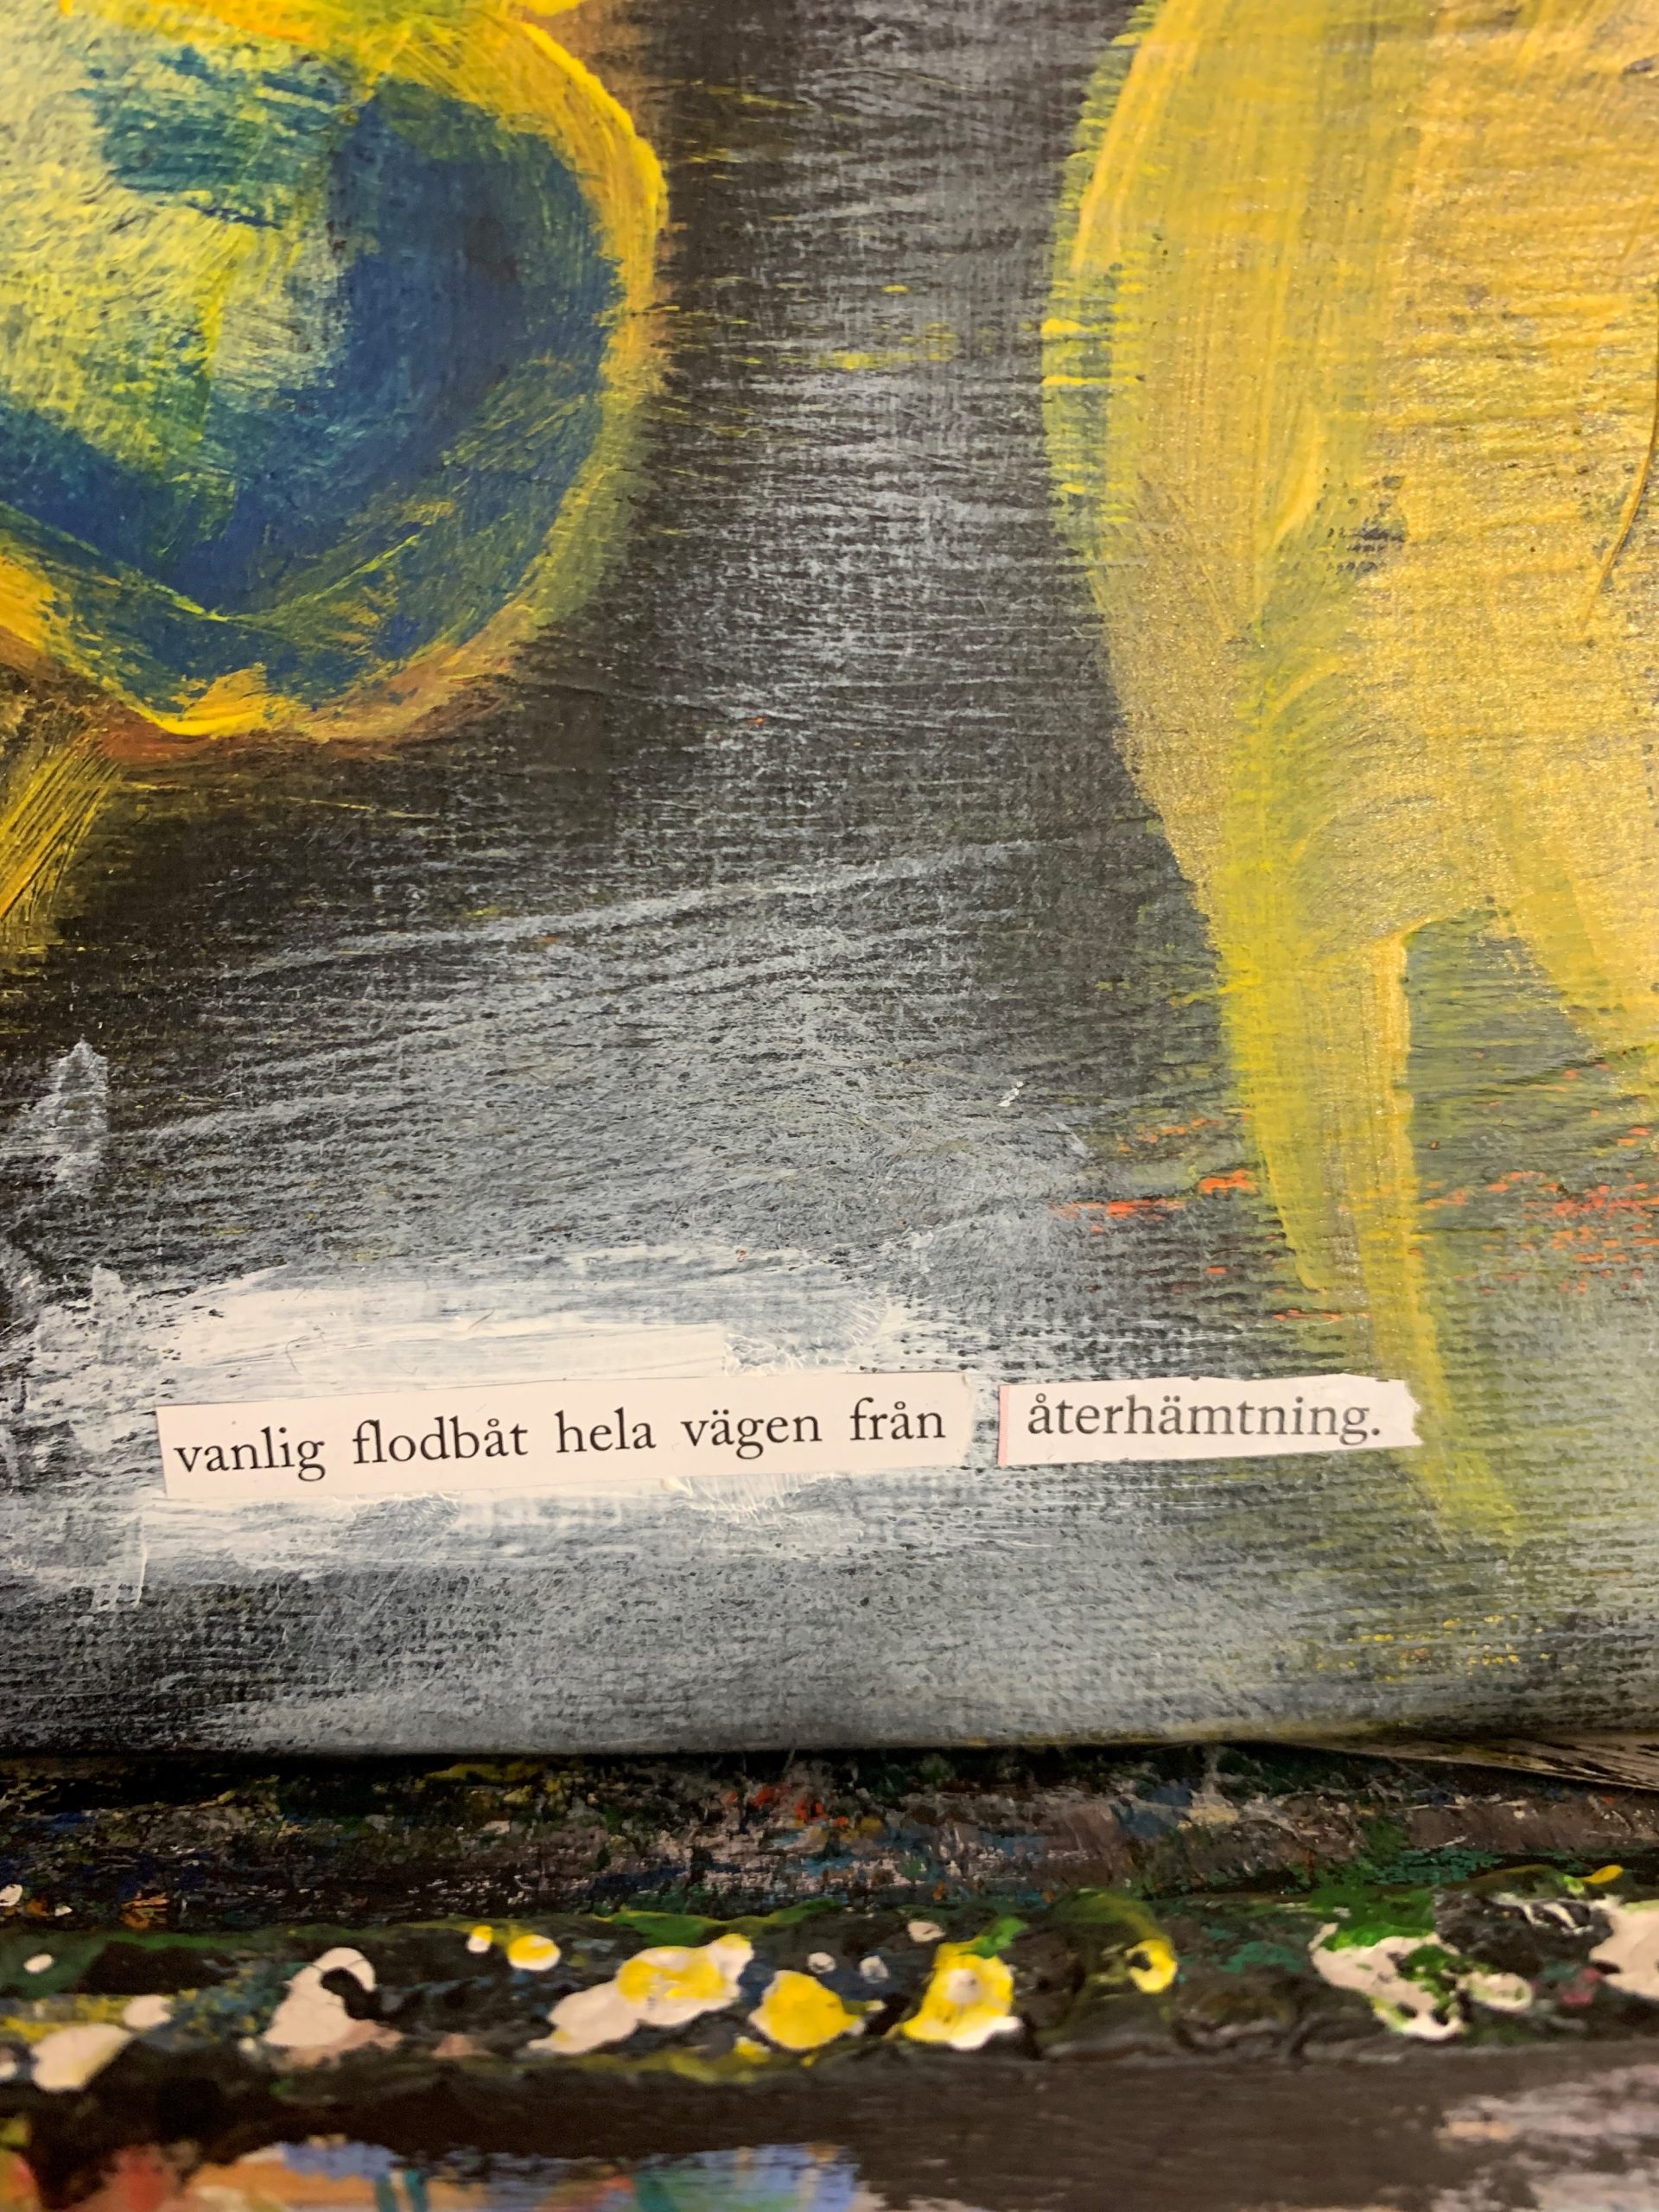 vanlig flodbåt hela vägen från återhämtning.